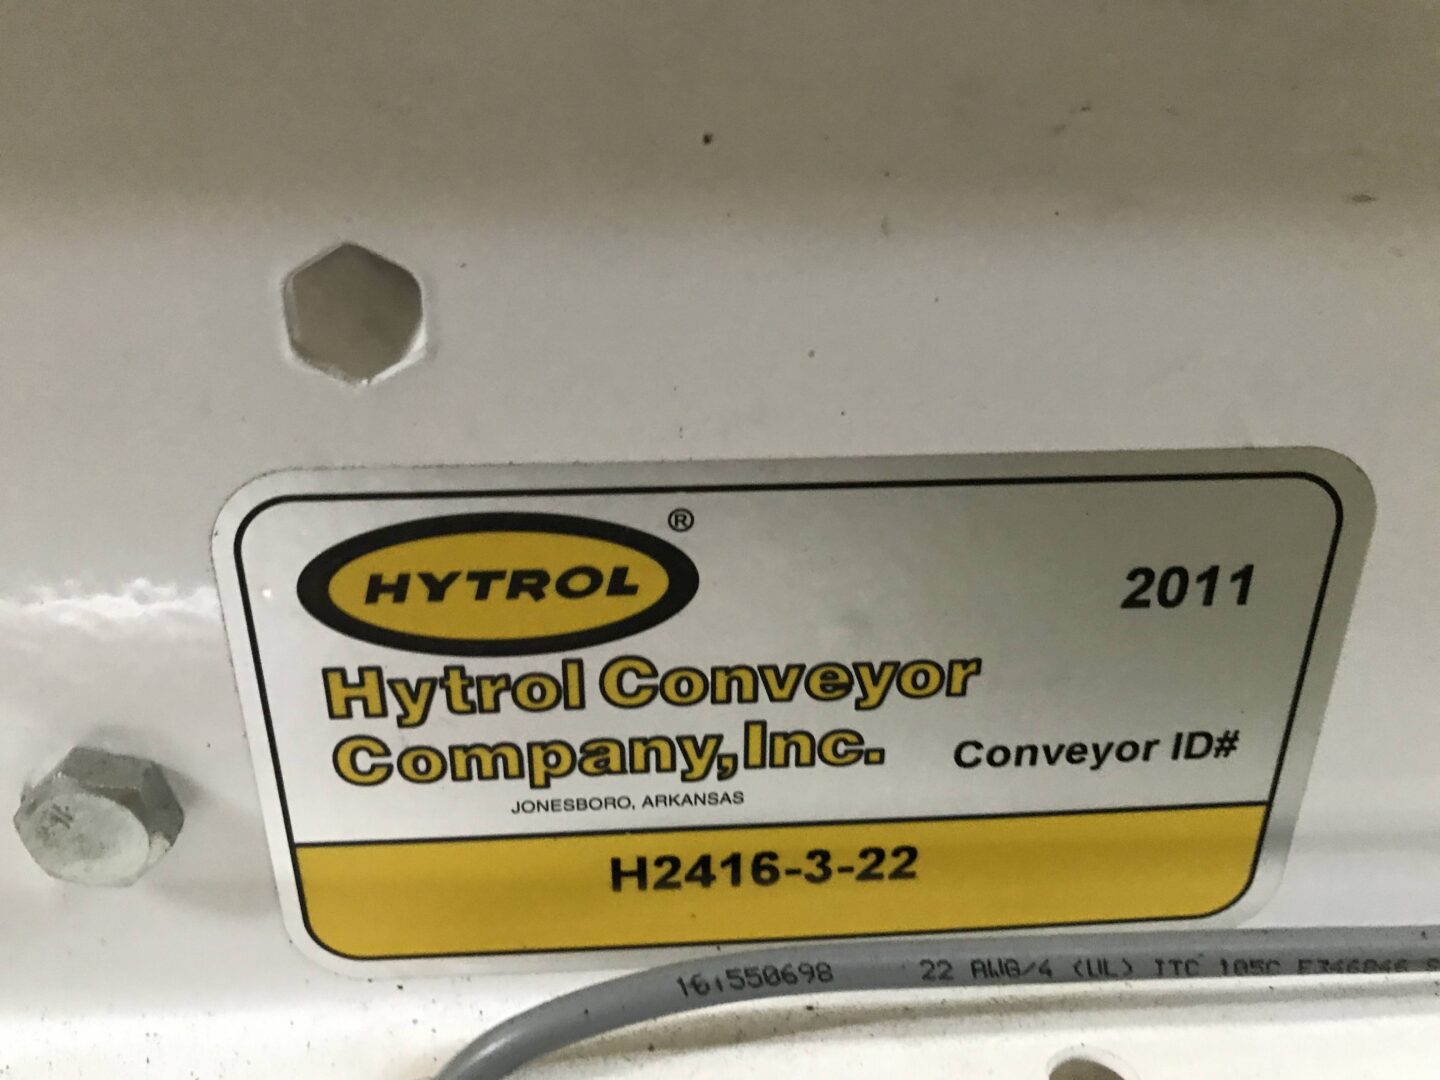 HYTROL ®
2011
Hytrol Conveyor
Company, Inc.
Conveyor ID#
JONESBORO, ARKANSAS
H2416-3-22
16,550698 22 AWG/4 (UL) ITC 105C